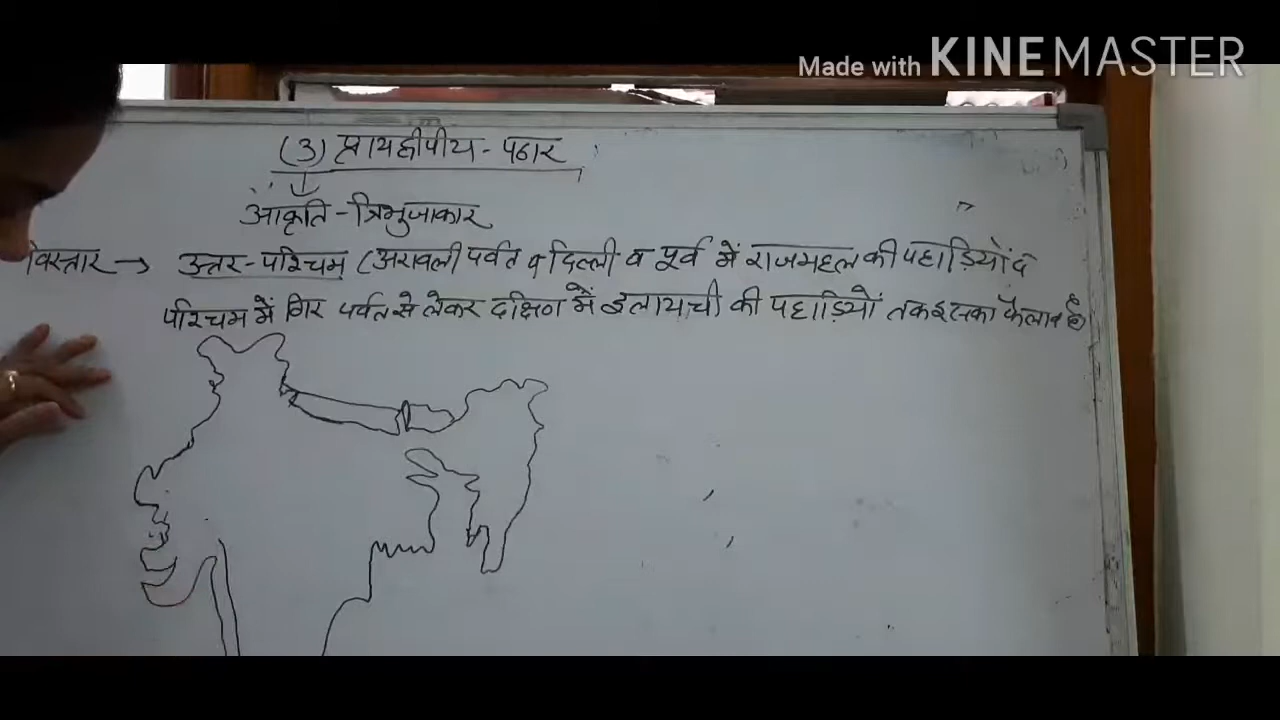 Made with KINEMASTER
(3) प्रायद्वीपीय - पठार
आकृति - त्रिभुजाकार
विस्तार → उत्तर - पश्चिम (अरावली पर्वत व दिल्ली व पूर्व में राजमहल की पहाड़ियों व
पश्चिम में गिर पर्वत से लेकर दक्षिण में इलायची की पहाड़ियों तक इसका फैलाव है